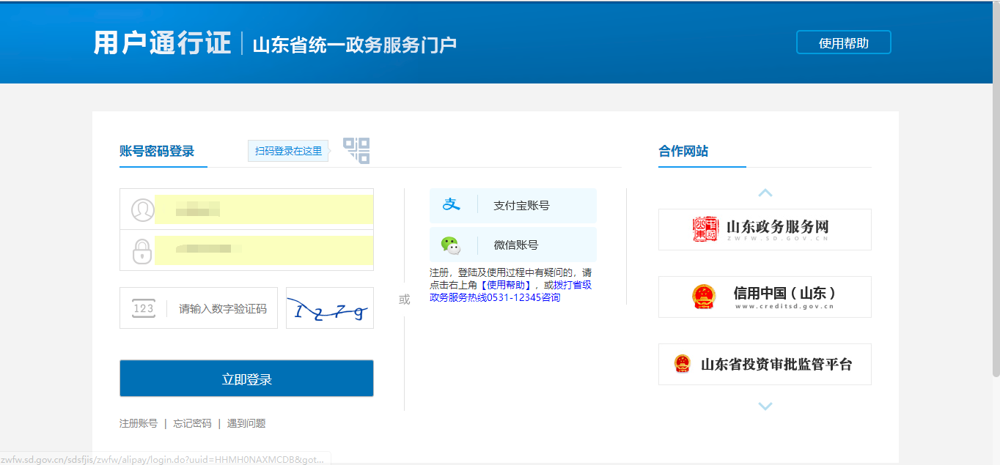 用户通行证
山东省统一政务服务门户
使用帮助
账号密码登录
扫码登录在这里
合作网站
支付宝账号
微信账号
注册，登陆及使用过程中有疑问的，请
点击右上角【使用帮助】，或拨打省级
政务服务热线0531-12345咨询
123
请输入数字验证码
或
立即登录
注册账号 | 忘记密码 | 遇到问题
山东政务服务网
ZWFW.SD.GOV.CN
信用中国（山东）
www.creditsd.gov.cn
山东省投资审批监管平台
zwfw.sd.gov.cn/sdsfjis/zwfw/alipay/login.do?uuid=HHMH0NAXMCDB&got...